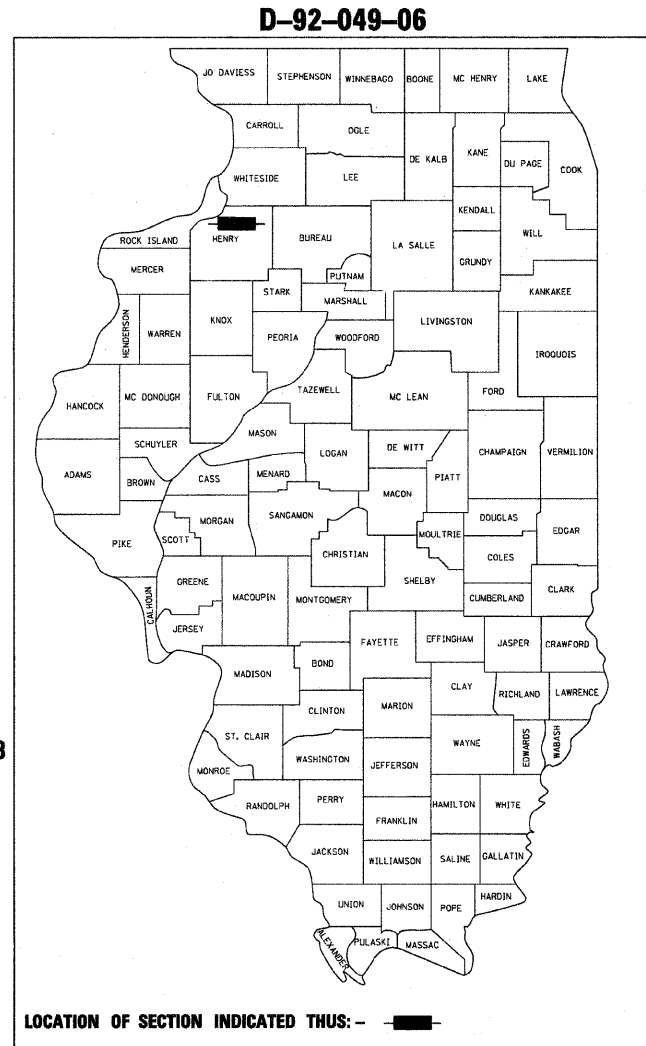 D-92-049-06
JO DAVIESS STEPHENSON WINNEBAGO BOONE MC HENRY LAKE
CARROLL OGLE DE KALB KANE DU PAGE COOK
WHITESIDE LEE
KENDALL WILL
ROCK ISLAND HENRY BUREAU LA SALLE
GRUNDY
MERCER PUTNAM
STARK MARSHALL KANKAKEE
HENDERSON WARREN KNOX PEORIA WOODFORD LIVINGSTON
IROQUOIS
HANCOCK MC DONOUGH FULTON TAZEWELL MC LEAN FORD
MASON
SCHUYLER LOGAN DE WITT CHAMPAIGN VERMILION
ADAMS BROWN CASS MENARD PIATT
MACON
MORGAN SANGAMON DOUGLAS
PIKE SCOTT CHRISTIAN MOULTRIE COLES EDGAR
GREENE SHELBY
CALHOUN MACOUPIN MONTGOMERY CUMBERLAND CLARK
JERSEY
FAYETTE EFFINGHAM JASPER CRAWFORD
BOND
MADISON
CLAY RICHLAND LAWRENCE
CLINTON MARION
ST. CLAIR WAYNE EDWARDS WABASH
B
WASHINGTON JEFFERSON
MONROE
RANDOLPH PERRY HAMILTON WHITE
FRANKLIN
JACKSON WILLIAMSON SALINE GALLATIN
UNION JOHNSON POPE HARDIN
ALEXANDER PULASKI MASSAC
LOCATION OF SECTION INDICATED THUS: -